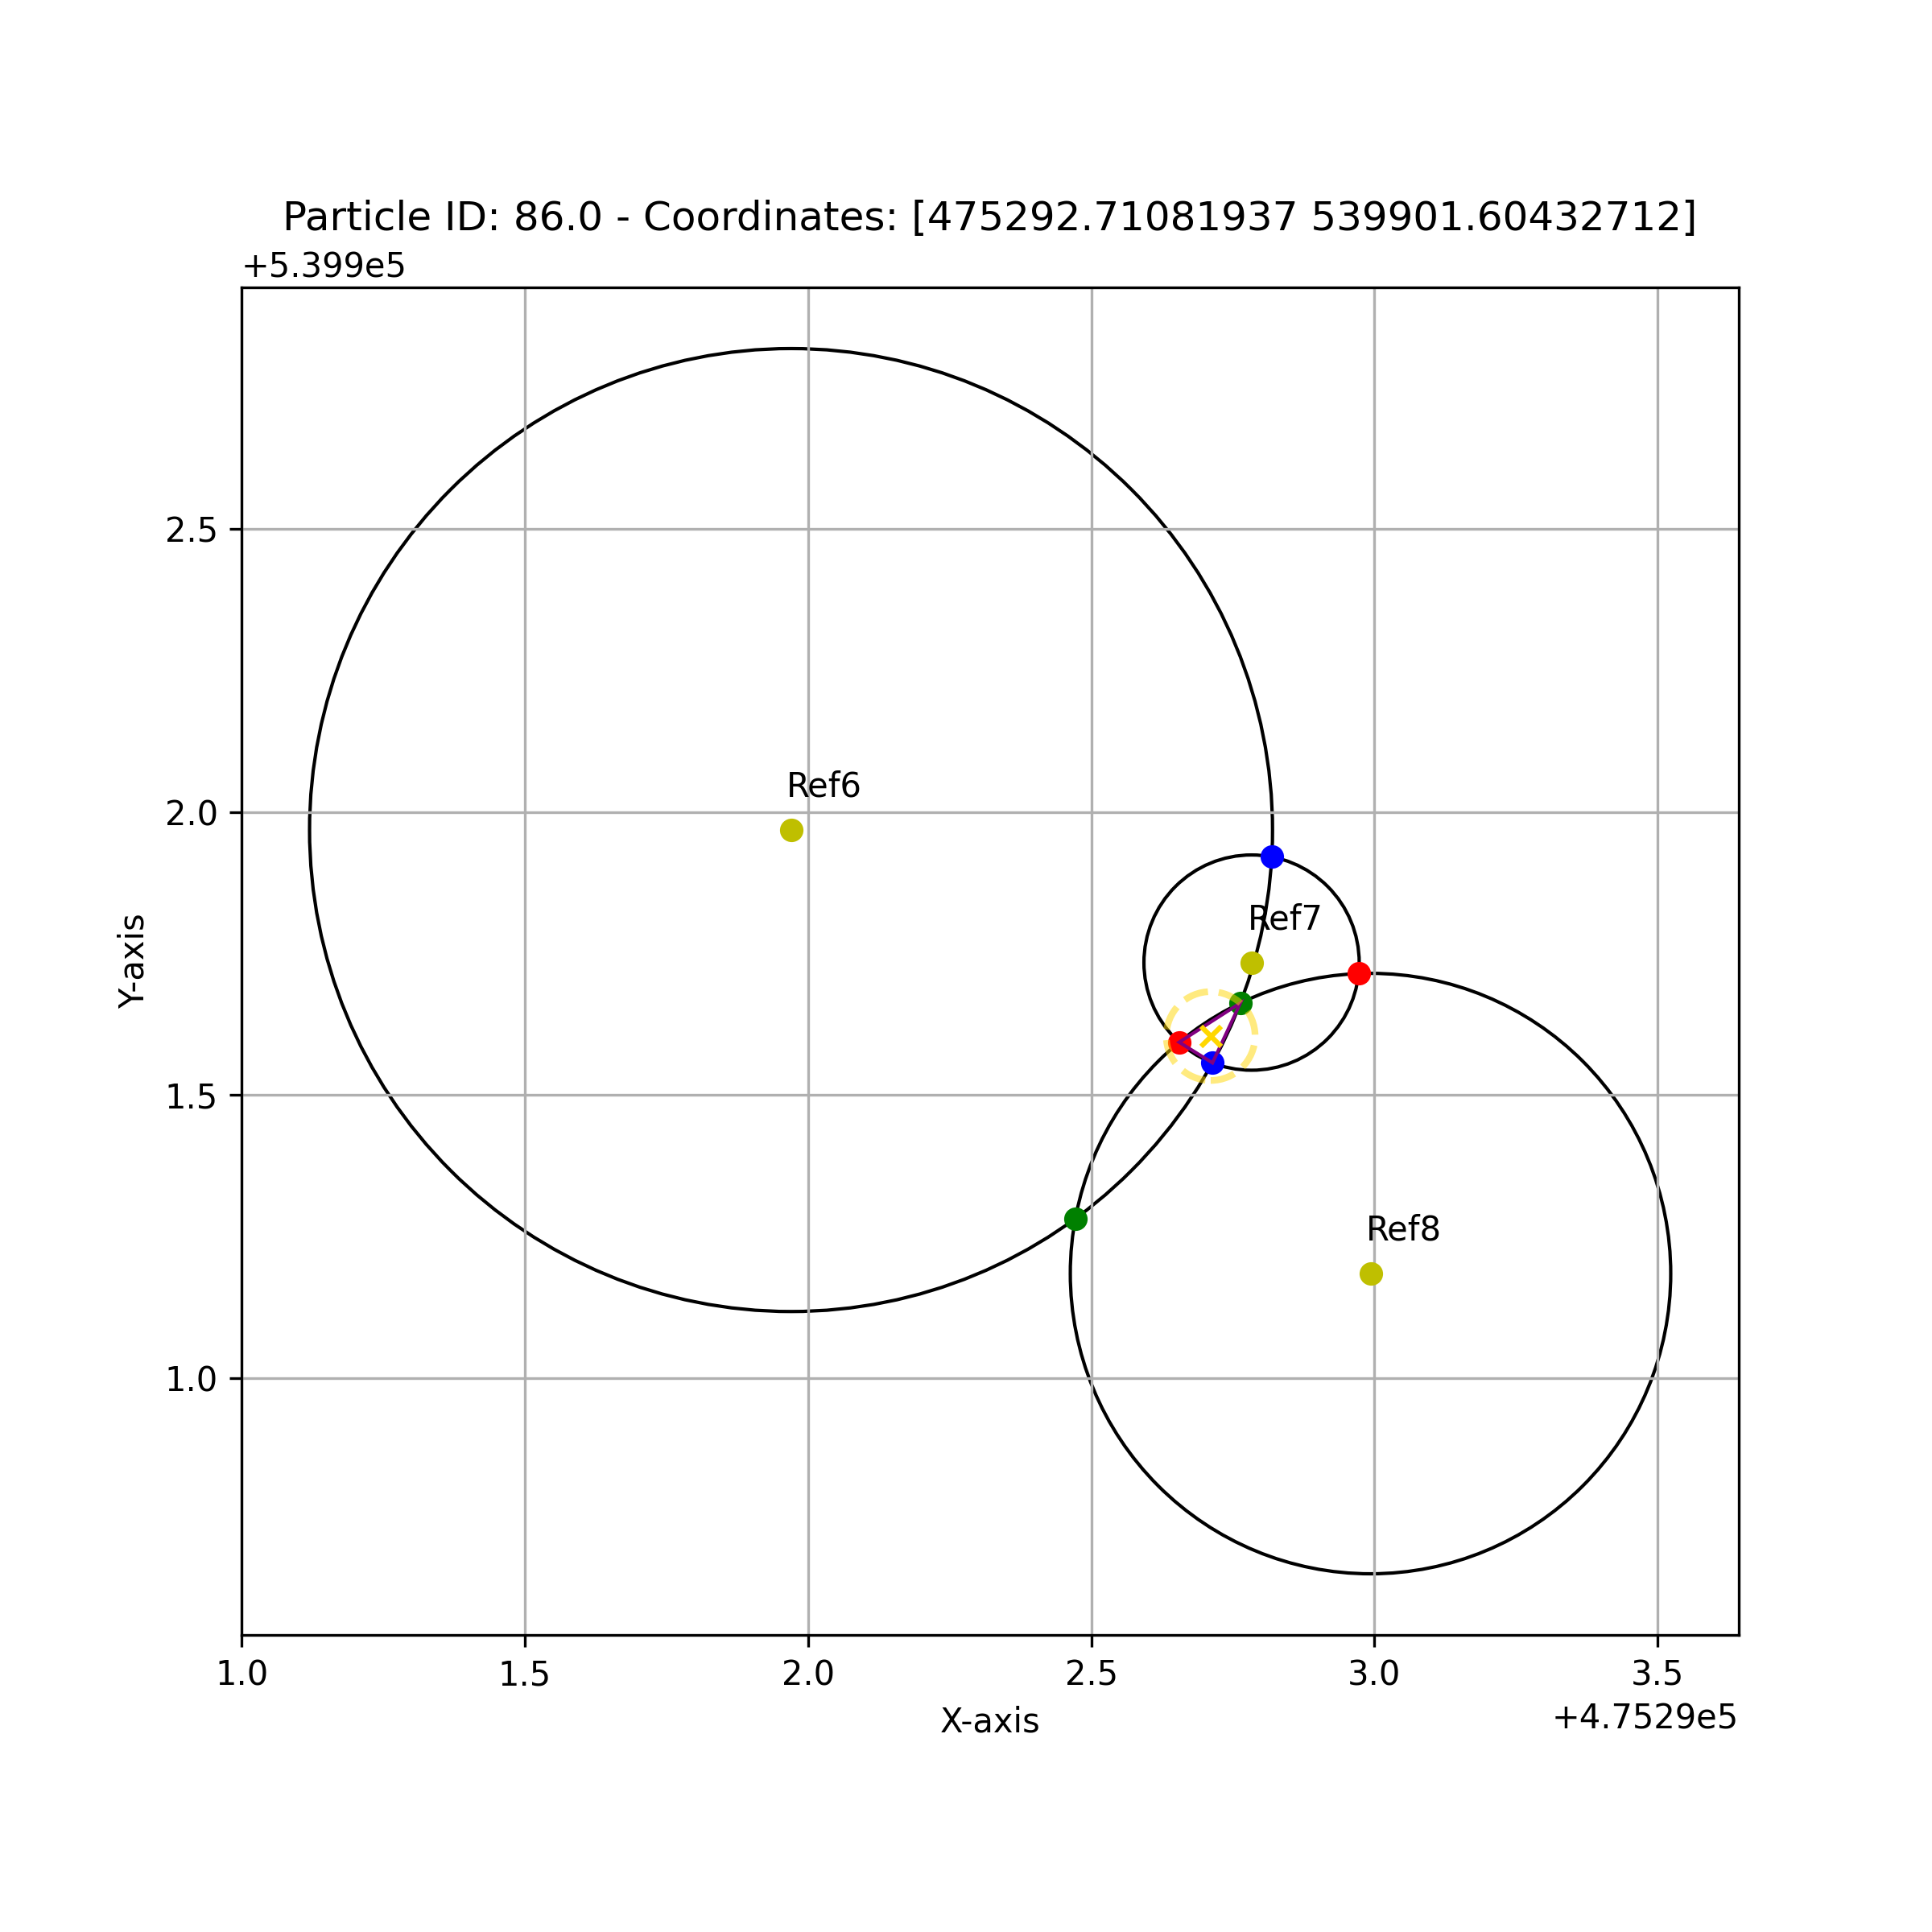 Particle ID: 86.0 - Coordinates: [475292.71081937 539901.60432712]
+5.399e5
2.5
2.0
1.5
1.0
Y-axis
Ref6
Ref7
Ref8
1.0 1.5 2.0 2.5 3.0 3.5
X-axis
+4.7529e5